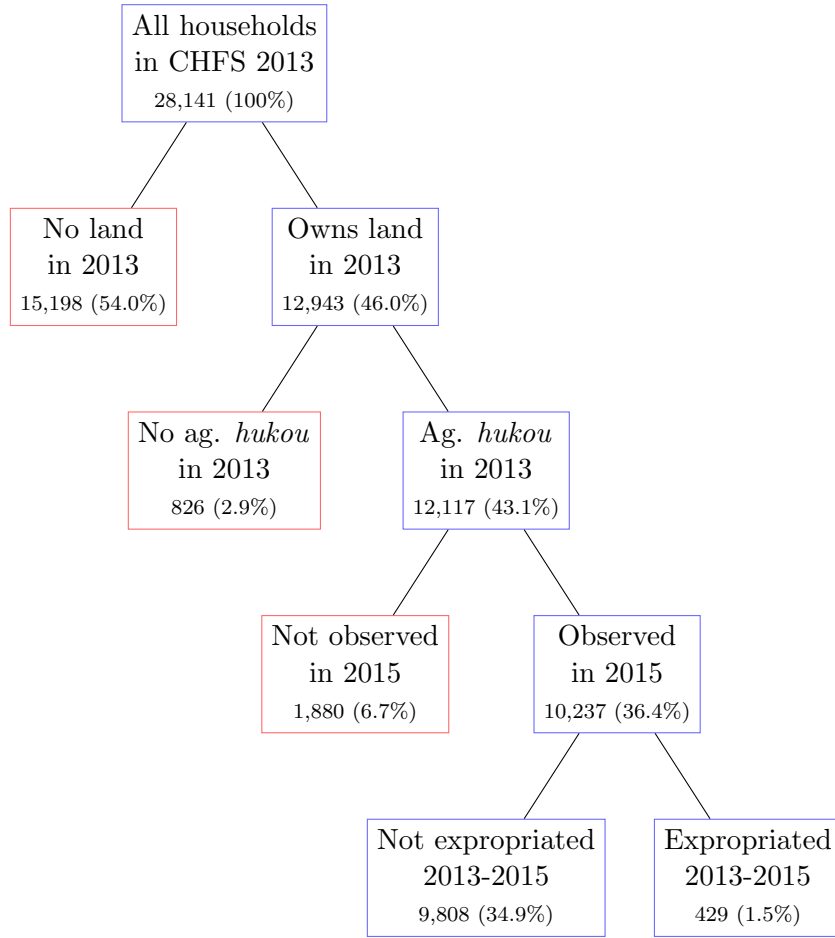 All households
in CHFS 2013
28,141 (100%)
No land
in 2013
15,198 (54.0%)
Owns land
in 2013
12,943 (46.0%)
No ag. hukou
in 2013
826 (2.9%)
Ag. hukou
in 2013
12,117 (43.1%)
Not observed
in 2015
1,880 (6.7%)
Observed
in 2015
10,237 (36.4%)
Not expropriated
2013-2015
9,808 (34.9%)
Expropriated
2013-2015
429 (1.5%)